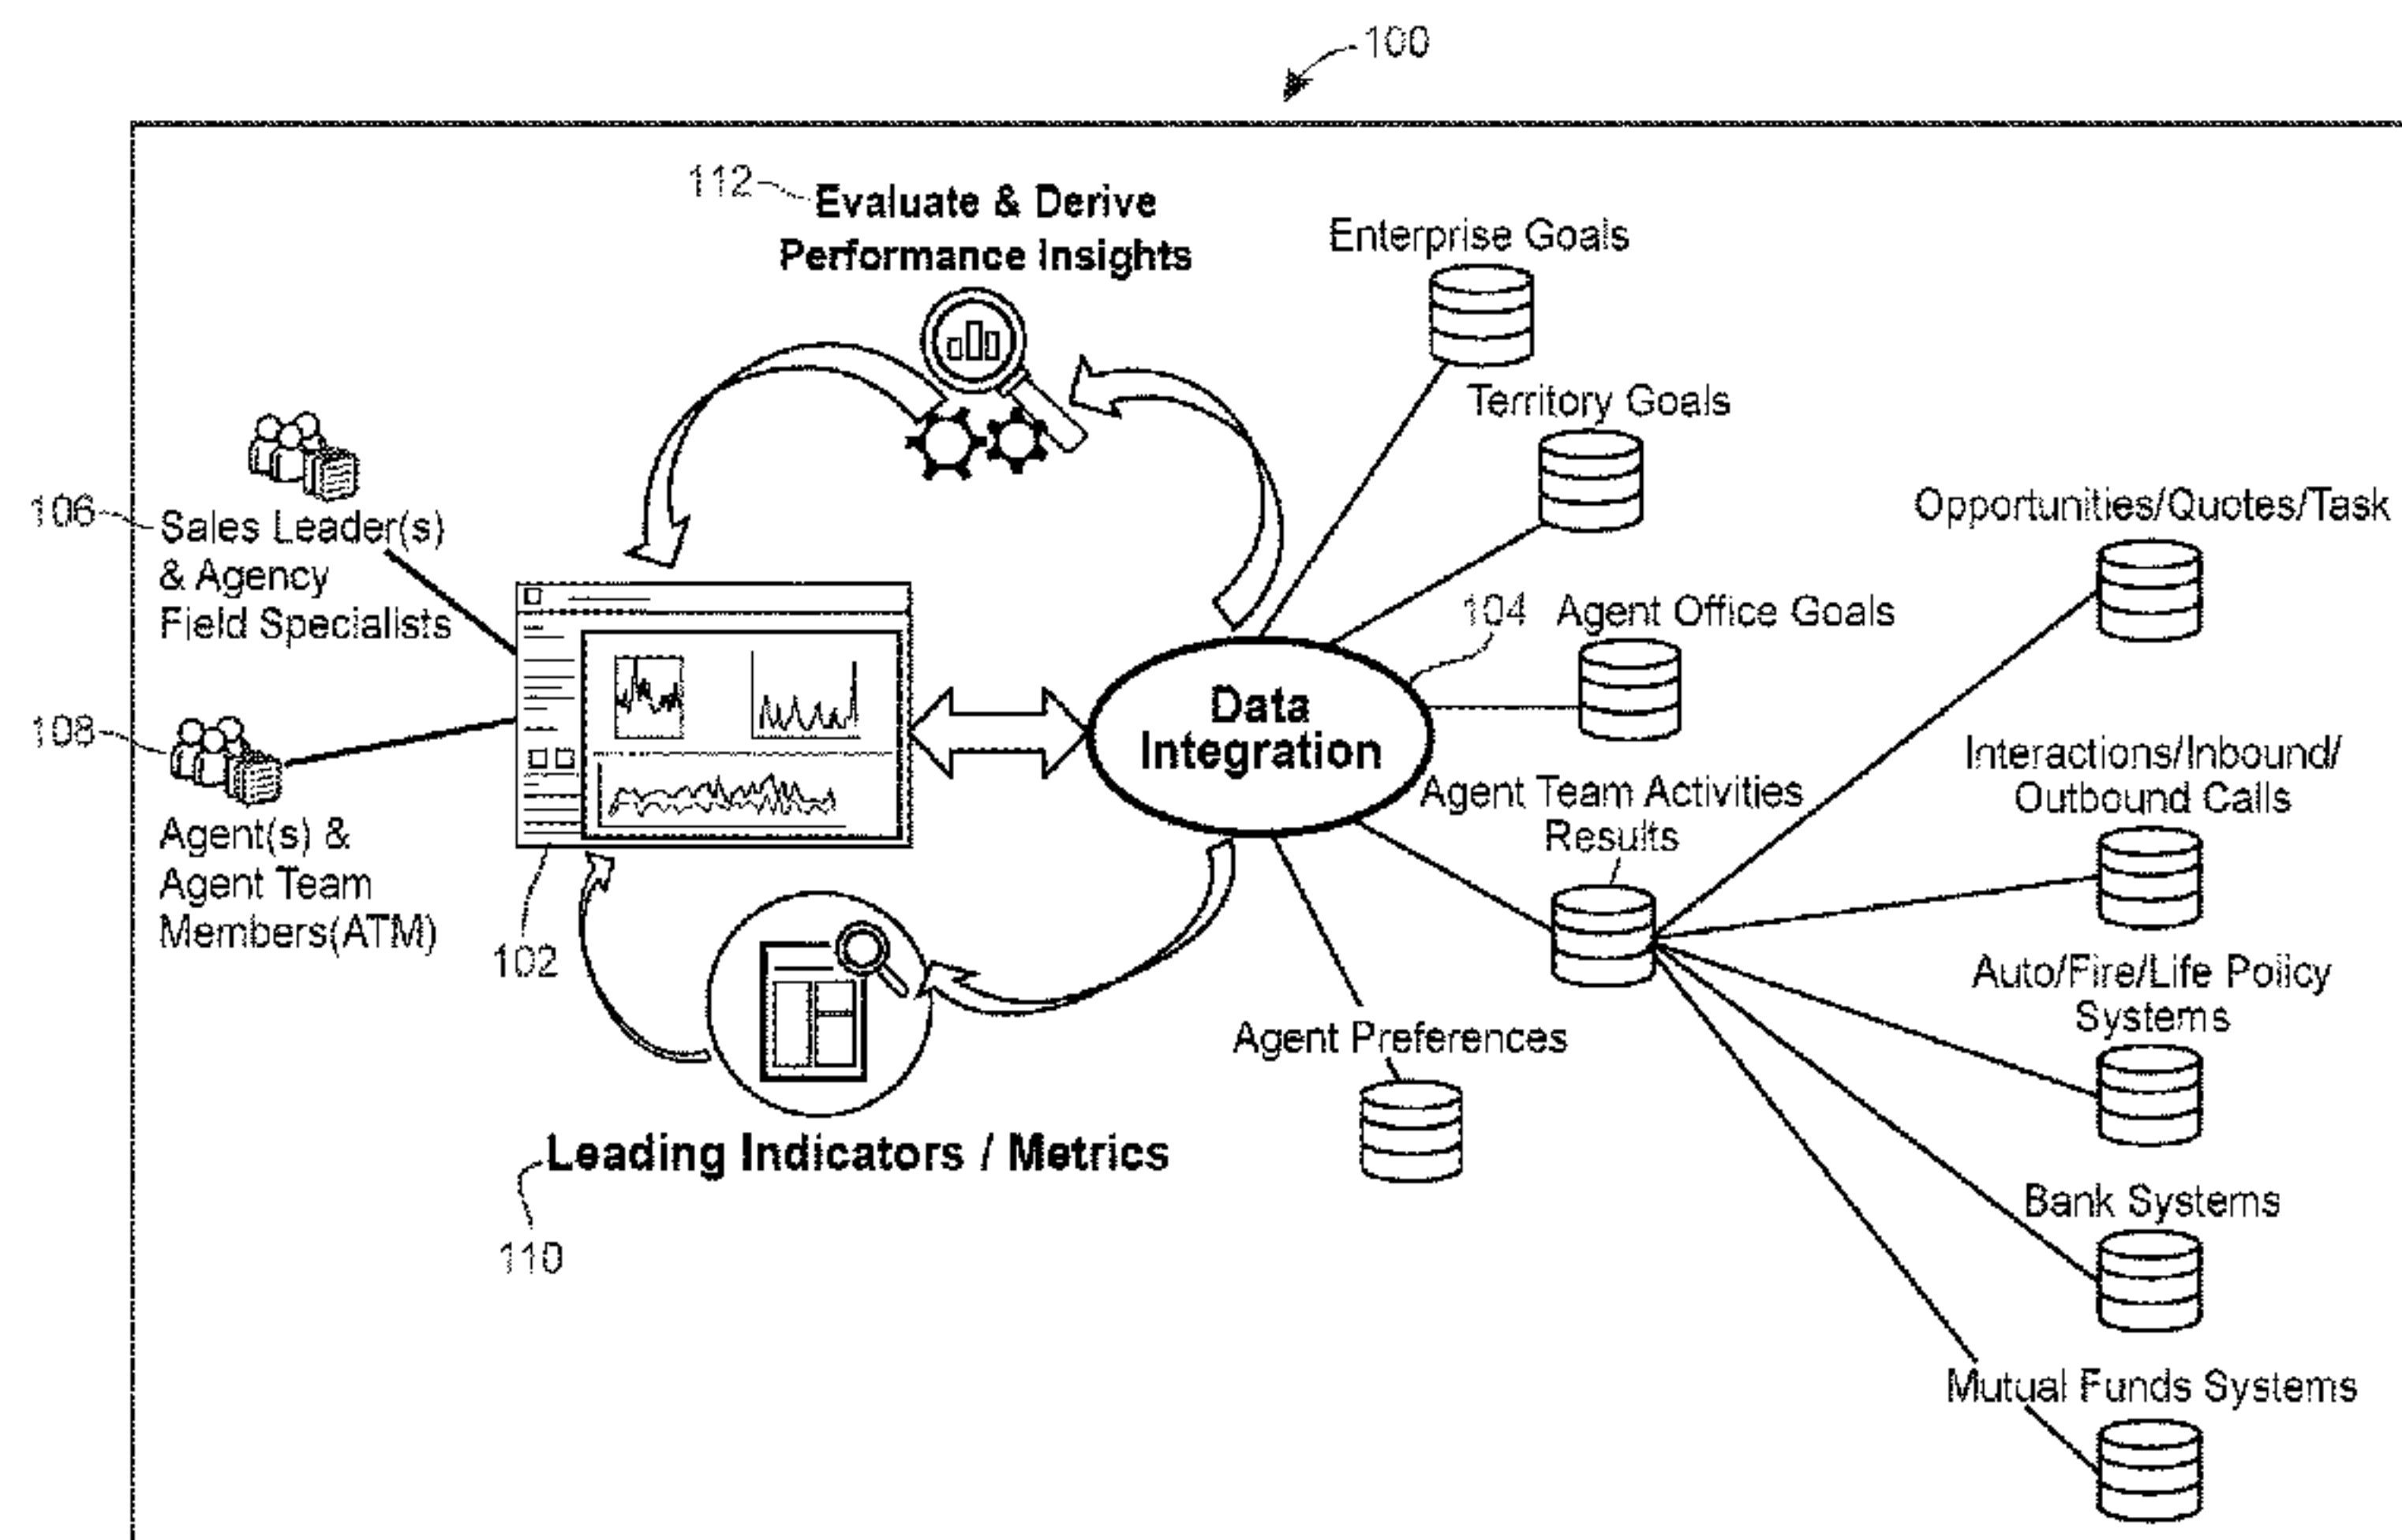 100
112
Evaluate & Derive
Performance Insights
Enterprise Goals
Territory Goals
106
Sales Leader(s)
& Agency
Field Specialists
Opportunities/Quotes/Task
104
Agent Office Goals
Data
Integration
108
Agent(s) &
Agent Team
Members(ATM)
102
Agent Team Activities
Results
Interactions/Inbound/
Outbound Calls
Auto/Fire/Life Policy
Systems
Agent Preferences
Leading Indicators / Metrics
110
Bank Systems
Mutual Funds Systems